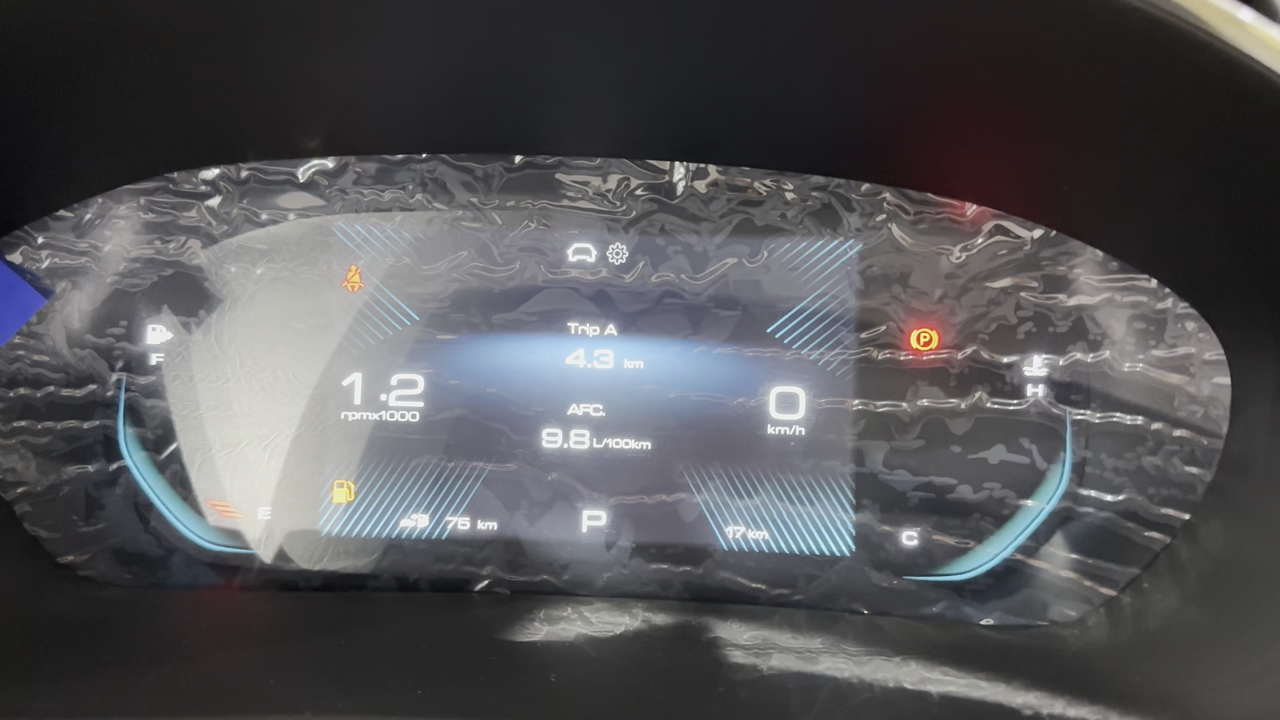 Trip A
4.3 km
F
1.2
rpmx1000
0
km/h
H
AFC.
9.8 L/100km
E
75 km
P
17 km
C
P